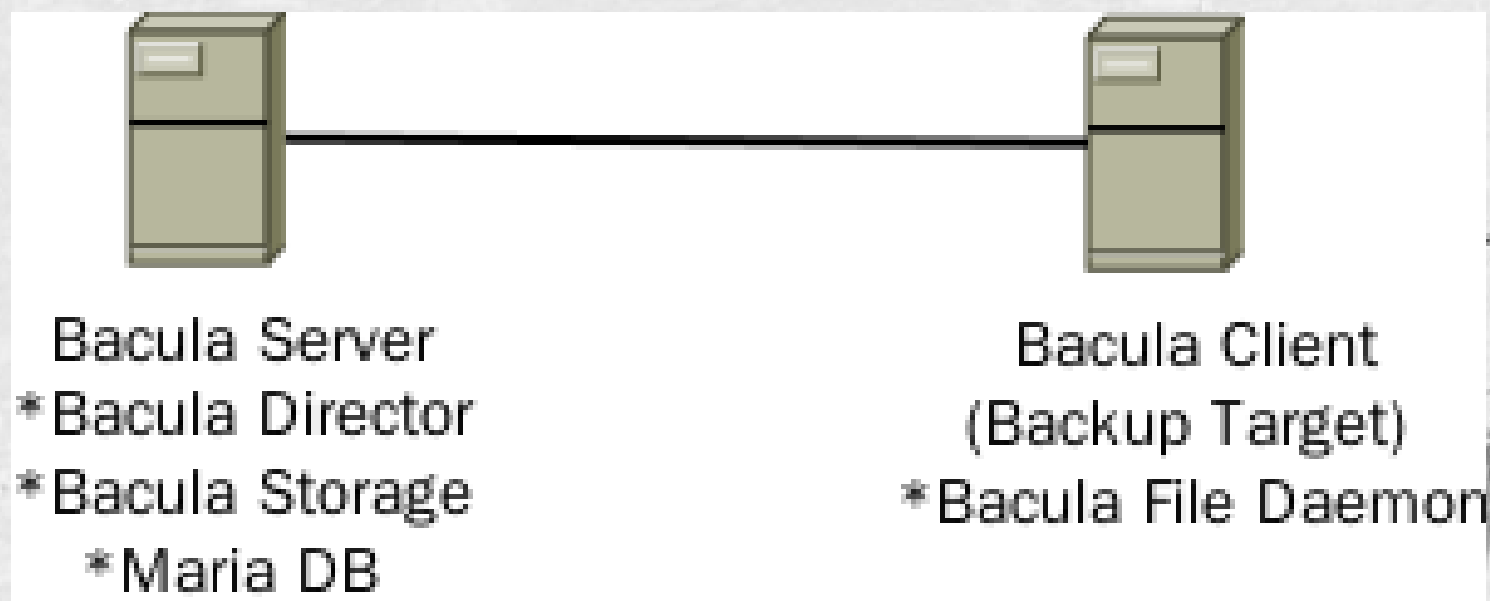 Bacula Server
*Bacula Director
*Bacula Storage
*Maria DB
Bacula Client
(Backup Target)
*Bacula File Daemon